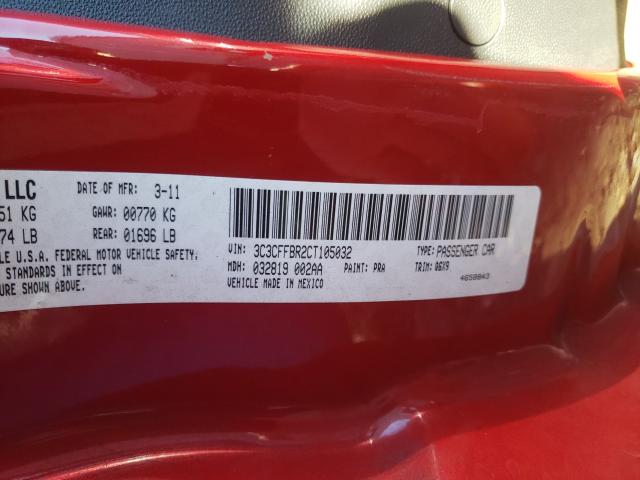 LLC DATE OF MFR: 3-11
51 KG GAWR: 00770 KG
74 LB REAR: 01696 LB
LE U.S.A. FEDERAL MOTOR VEHICLE SAFETY,
STANDARDS IN EFFECT ON
URE SHOWN ABOVE.
VIN: 3C3CFFBR2CT105032 TYPE: PASSENGER CAR
MDH: 032819 002AA PAINT: PRA TRIM: 06X9
VEHICLE MADE IN MEXICO 4658843